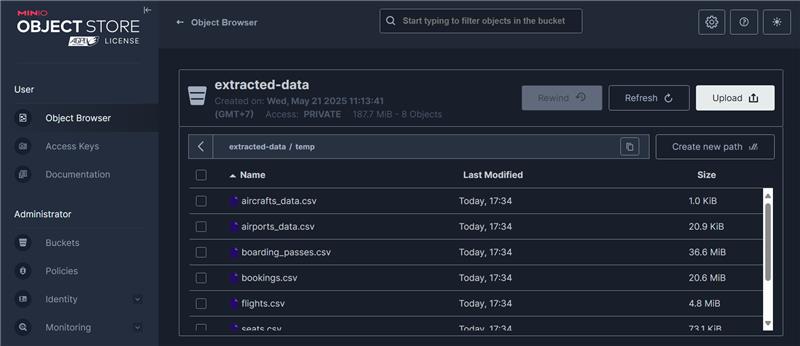 MINIO
OBJECT STORE
AGPL V3 LICENSE
User
Object Browser
Access Keys
Documentation
Administrator
Buckets
Policies
Identity
Monitoring
← Object Browser
Start typing to filter objects in the bucket
extracted-data
Created on: Wed, May 21 2025 11:13:41
(GMT+7) Access: PRIVATE 187.7 MiB - 8 Objects
Rewind
Refresh
Upload
extracted-data / temp
Create new path
Name Last Modified Size
aircrafts_data.csv Today, 17:34 1.0 KiB
airports_data.csv Today, 17:34 20.9 KiB
boarding_passes.csv Today, 17:34 36.6 MiB
bookings.csv Today, 17:34 20.6 MiB
flights.csv Today, 17:34 4.8 MiB
seats.csv Today, 17:34 73.1 KiB